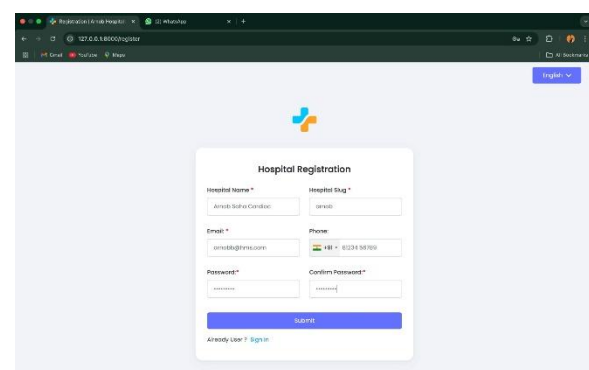 Registration | Arnab Hospital
WhatsApp
127.0.0.1:8000/register
Gmail YouTube Maps All Bookmarks
English
Hospital Registration
Hospital Name * Hospital Slug *
Arnab Saha Cardiac arnab
Email: * Phone:
arnabb@hms.com +91 81234 56789
Password:* Confirm Password:*
Submit
Already User ? Sign In